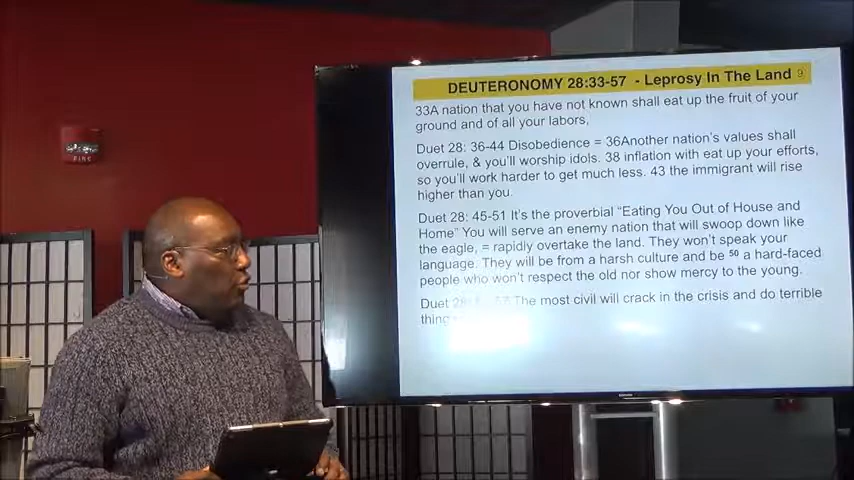 FIRE
DEUTERONOMY 28:33-57 - Leprosy In The Land 9
33A nation that you have not known shall eat up the fruit of your
ground and of all your labors,
Duet 28: 36-44 Disobedience = 36Another nation's values shall
overrule, & you'll worship idols. 38 inflation with eat up your efforts,
so you'll work harder to get much less. 43 the immigrant will rise
higher than you.
Duet 28: 45-51 It's the proverbial "Eating You Out of House and
Home" You will serve an enemy nation that will swoop down like
the eagle, = rapidly overtake the land. They won't speak your
language. They will be from a harsh culture and be 50 a hard-faced
people who won't respect the old nor show mercy to the young.
Duet The most civil will crack in the crisis and do terrible